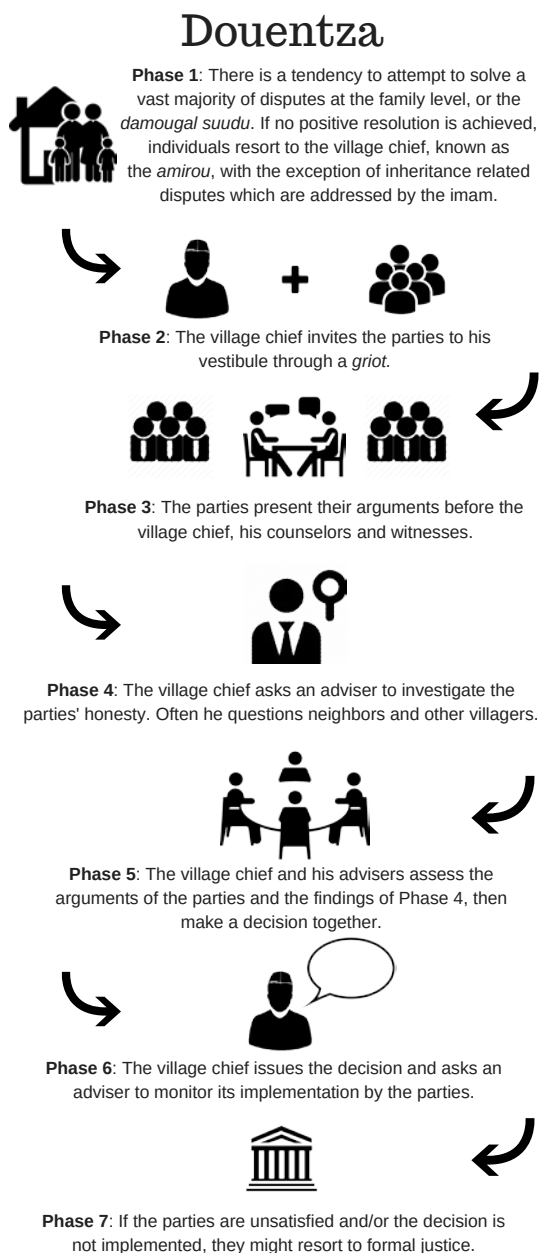 Douentza
Phase 1: There is a tendency to attempt to solve a
vast majority of disputes at the family level, or the
damougal suudu. If no positive resolution is achieved,
individuals resort to the village chief, known as
the amirou, with the exception of inheritance related
disputes which are addressed by the imam.
Phase 2: The village chief invites the parties to his
vestibule through a griot.
Phase 3: The parties present their arguments before the
village chief, his counselors and witnesses.
Phase 4: The village chief asks an adviser to investigate the
parties' honesty. Often he questions neighbors and other villagers.
Phase 5: The village chief and his advisers assess the
arguments of the parties and the findings of Phase 4, then
make a decision together.
Phase 6: The village chief issues the decision and asks an
adviser to monitor its implementation by the parties.
Phase 7: If the parties are unsatisfied and/or the decision is
not implemented, they might resort to formal justice.